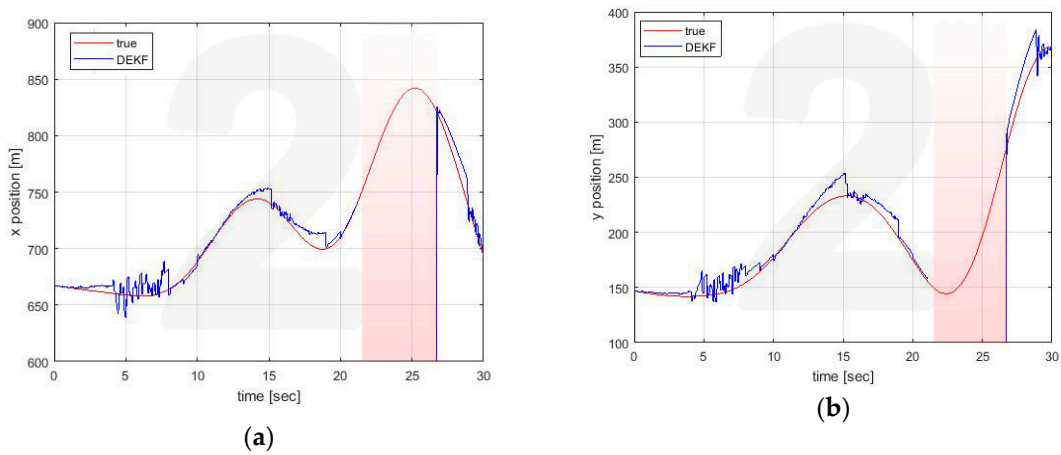 900
850
800
750
700
650
600
x position [m]
true
DEKF
2
0 5 10 15 20 25 30
time [sec]
(a)
400
350
300
250
200
150
100
y position [m]
true
DEKF
2
0 5 10 15 20 25 30
time [sec]
(b)